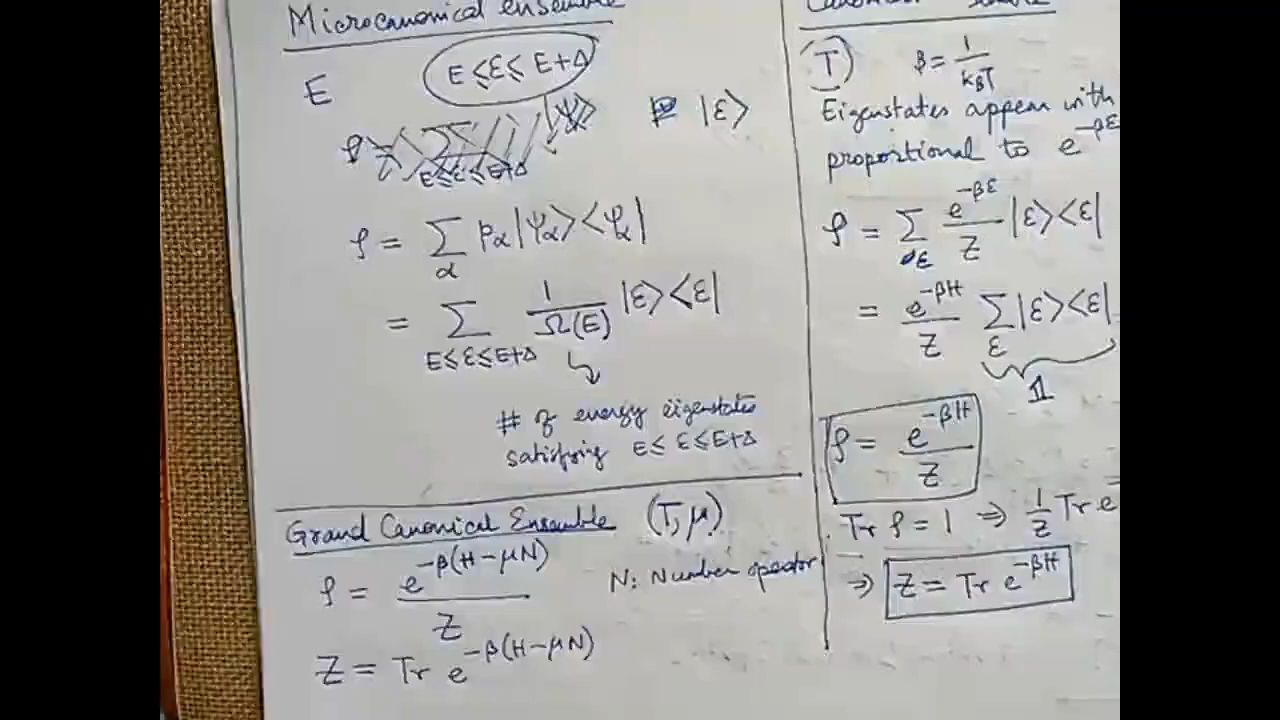 Microcanonical ensemble
E E ≤ ε ≤ E+Δ
|ε>
E ≤ ε ≤ E+Δ
ρ = Σ_α p_α |ψ_α> <ψ_α|
= Σ_{E≤ε≤E+Δ} 1/Ω(E) |ε> <ε|
# of energy eigenstates
satisfying E ≤ ε ≤ E+Δ
Grand Canonical Ensemble (T, μ)
ρ = e^{-β(H-μN)} / Z N: Number operator
Z = Tr e^{-β(H-μN)}
T β = 1/k_BT
Eigenstates appear with
proportional to e^{-βε}
ρ = Σ_ε e^{-βε}/Z |ε> <ε|
= e^{-βH}/Z Σ_ε |ε> <ε|
𝟙
ρ = e^{-βH}/Z
Tr ρ = 1 ⇒ 1/Z Tr e
⇒ Z = Tr e^{-βH}